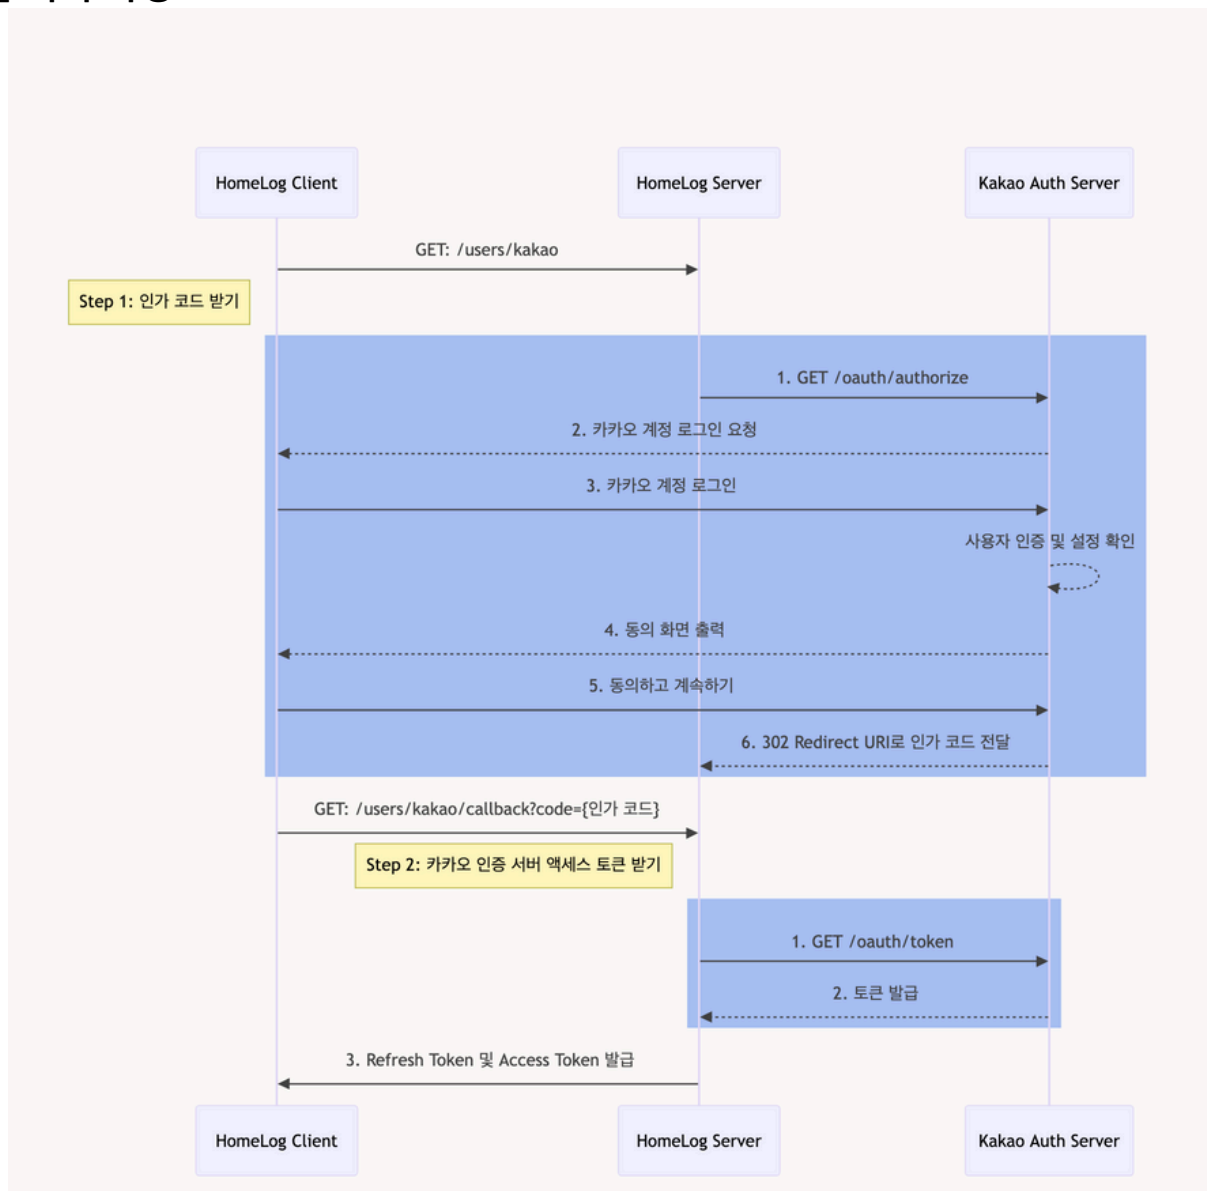 HomeLog Client
HomeLog Server
Kakao Auth Server
GET: /users/kakao
Step 1: 인가 코드 받기
1. GET /oauth/authorize
2. 카카오 계정 로그인 요청
3. 카카오 계정 로그인
사용자 인증 및 설정 확인
4. 동의 화면 출력
5. 동의하고 계속하기
6. 302 Redirect URI로 인가 코드 전달
GET: /users/kakao/callback?code={인가 코드}
Step 2: 카카오 인증 서버 액세스 토큰 받기
1. GET /oauth/token
2. 토큰 발급
3. Refresh Token 및 Access Token 발급
HomeLog Client
HomeLog Server
Kakao Auth Server